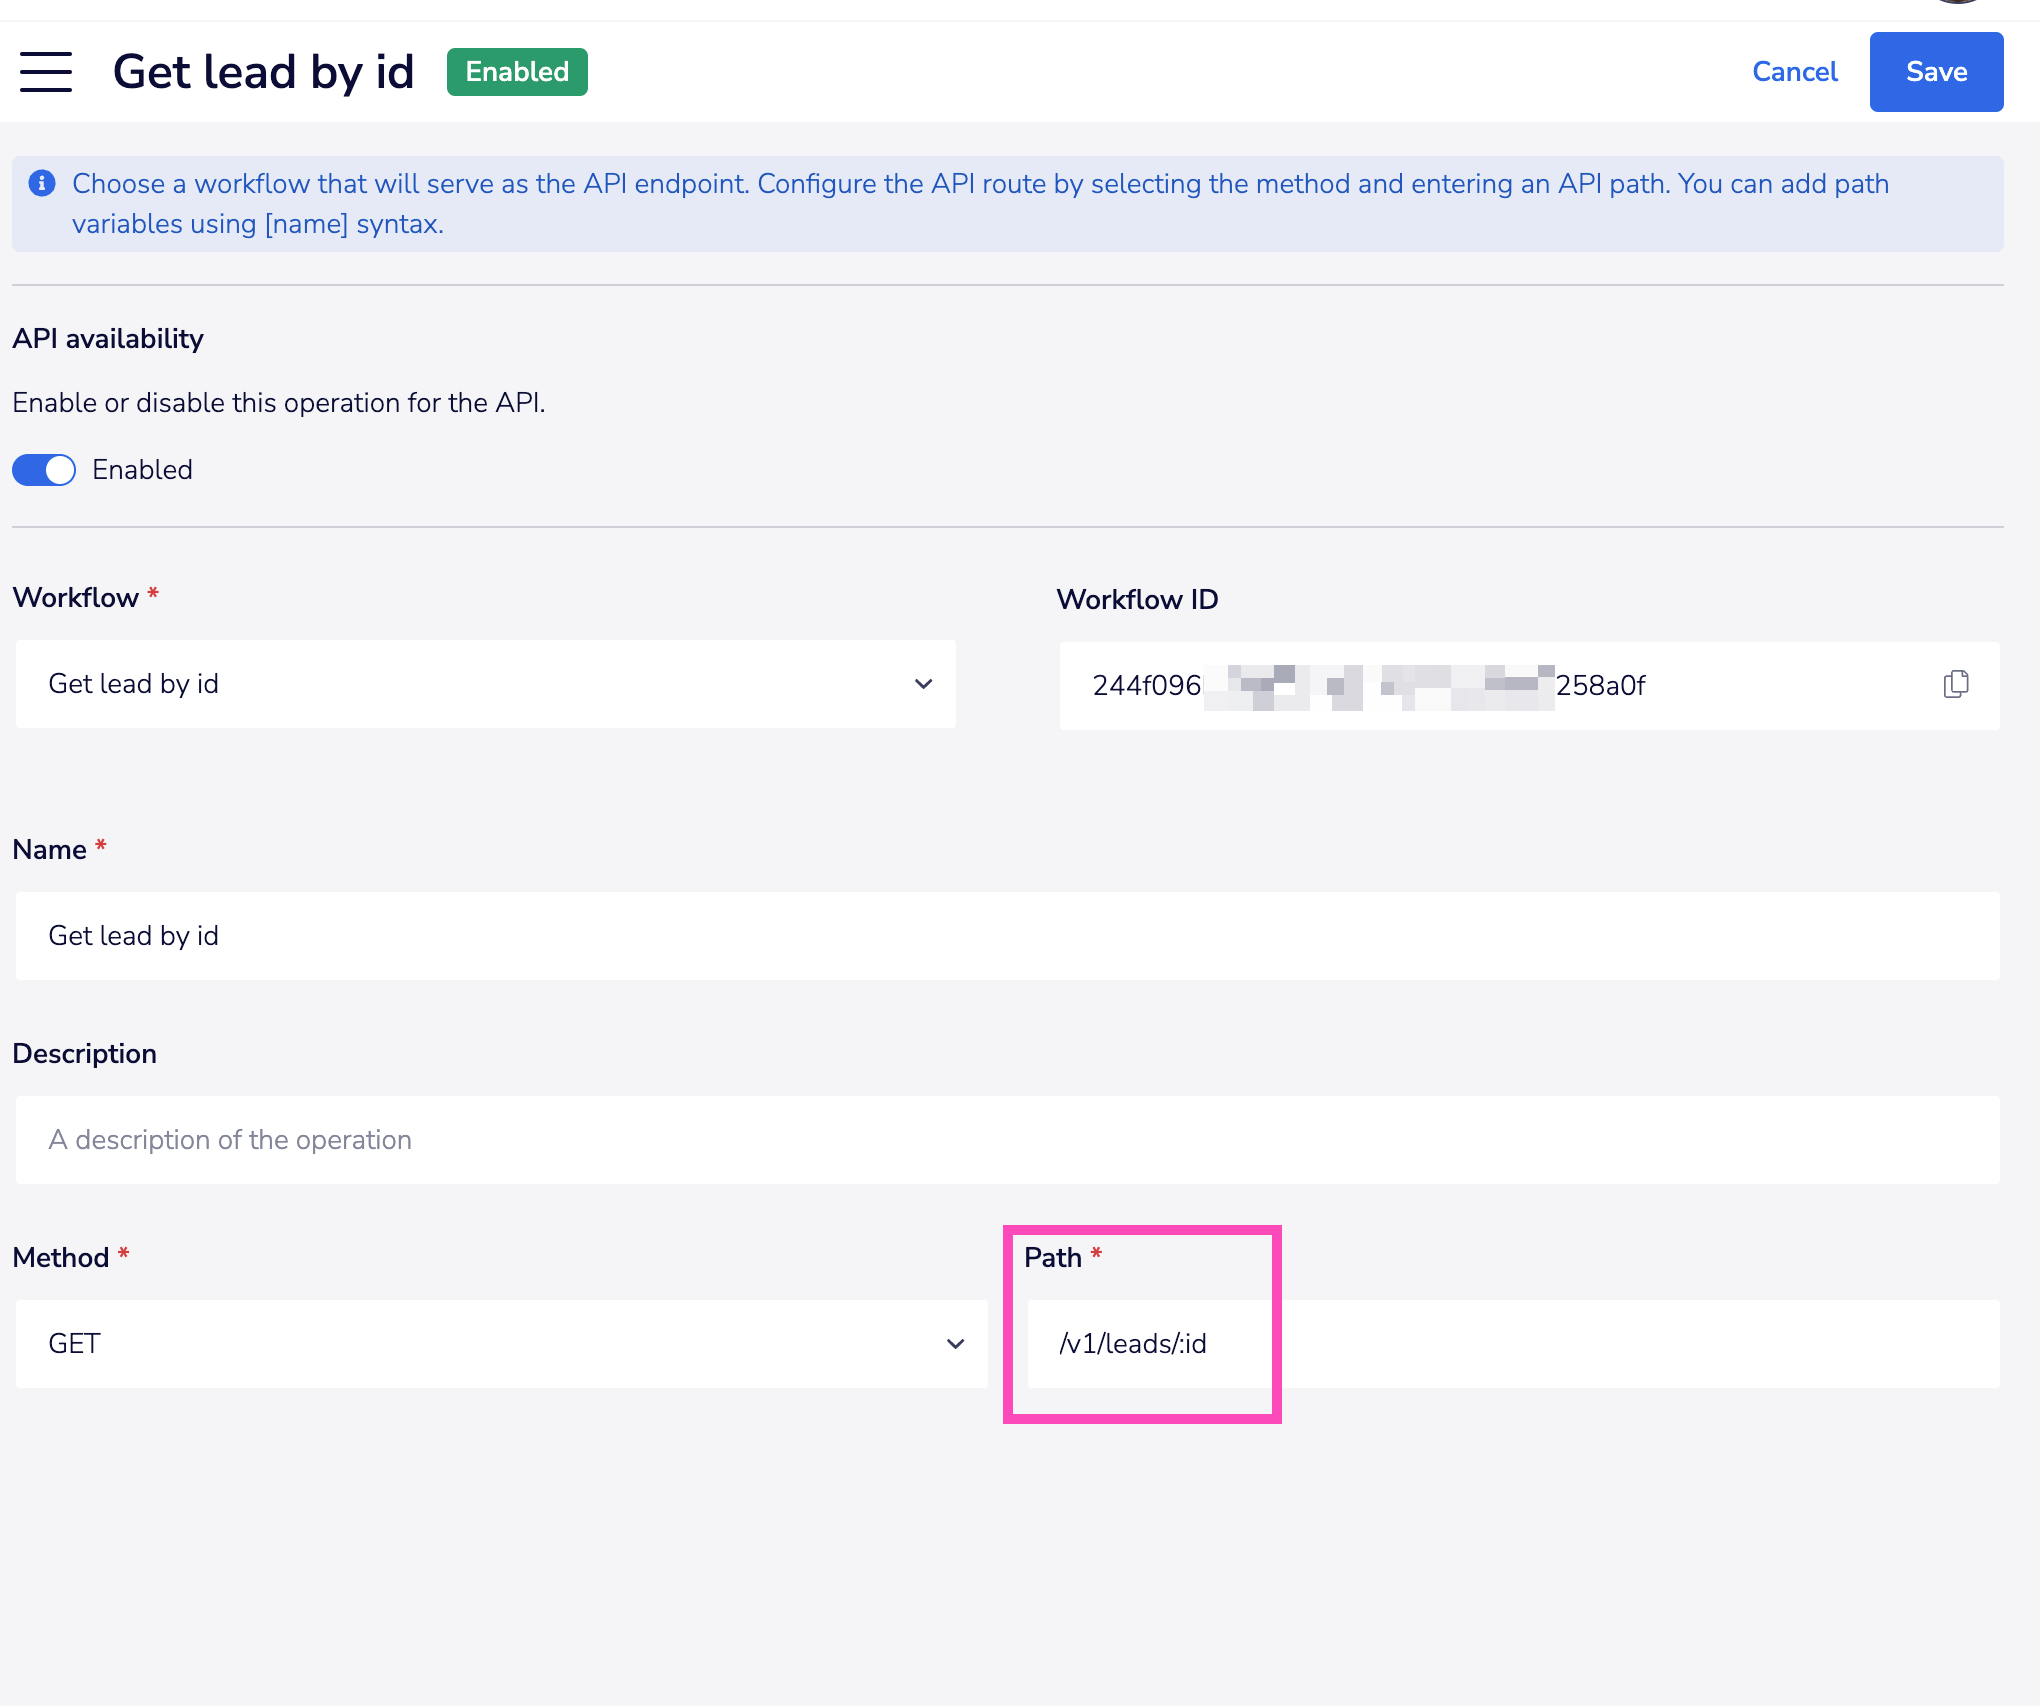 Get lead by id
Enabled
Cancel
Save
Choose a workflow that will serve as the API endpoint. Configure the API route by selecting the method and entering an API path. You can add path
variables using [name] syntax.
API availability
Enable or disable this operation for the API.
Enabled
Workflow *
Workflow ID
Get lead by id
244f096
258a0f
Name *
Get lead by id
Description
A description of the operation
Method *
Path *
GET
/v1/leads/:id